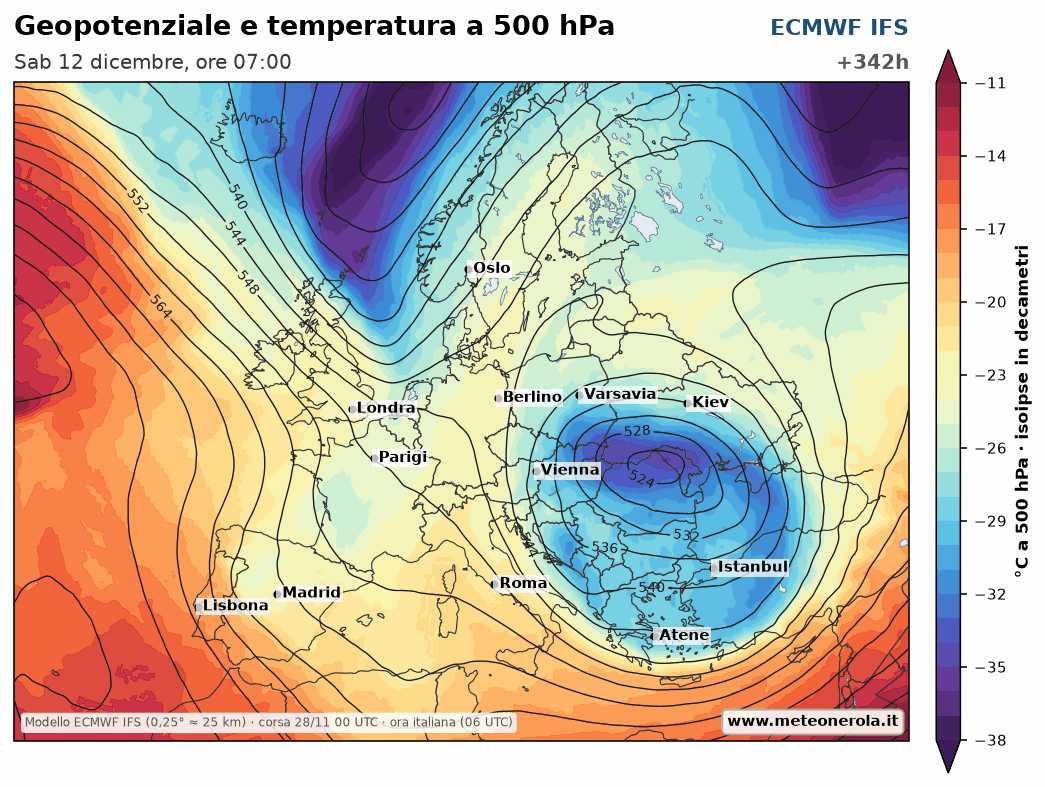 Geopotenziale e temperatura a 500 hPa
ECMWF IFS
Sab 12 dicembre, ore 07:00
+342h
552
540
544
548
564
Oslo
Berlino
Varsavia
Kiev
Londra
528
Parigi
Vienna
524
532
536
544
Istanbul
540
Roma
Madrid
Lisbona
Atene
Modello ECMWF IFS (0,25° ≈ 25 km) · corsa 28/11 00 UTC · ora italiana (06 UTC)
www.meteonerola.it
−11
−14
−17
−20
−23
−26
−29
−32
−35
−38
°C a 500 hPa · isoipse in decametri